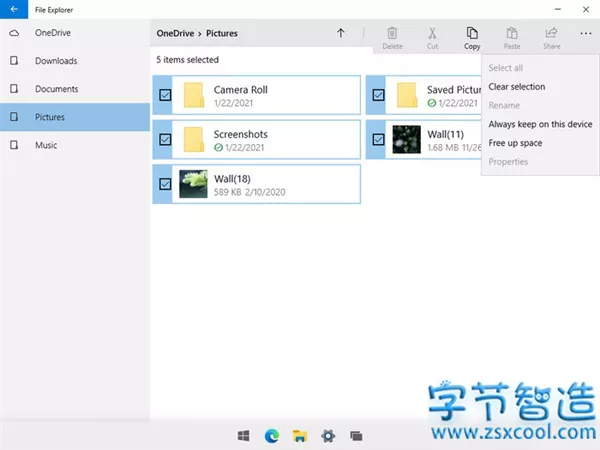 File Explorer
OneDrive
Downloads
Documents
Pictures
Music
OneDrive › Pictures
Delete
Cut
Copy
Paste
Share
5 items selected
Select all
Clear selection
Rename
Always keep on this device
Free up space
Properties
Camera Roll
1/22/2021
Saved Pictu
1/22/2021
Screenshots
1/22/2021
Wall(11)
1.68 MB 11/26
Wall(18)
589 KB 2/10/2020
字节智造
www.zsxcool.com